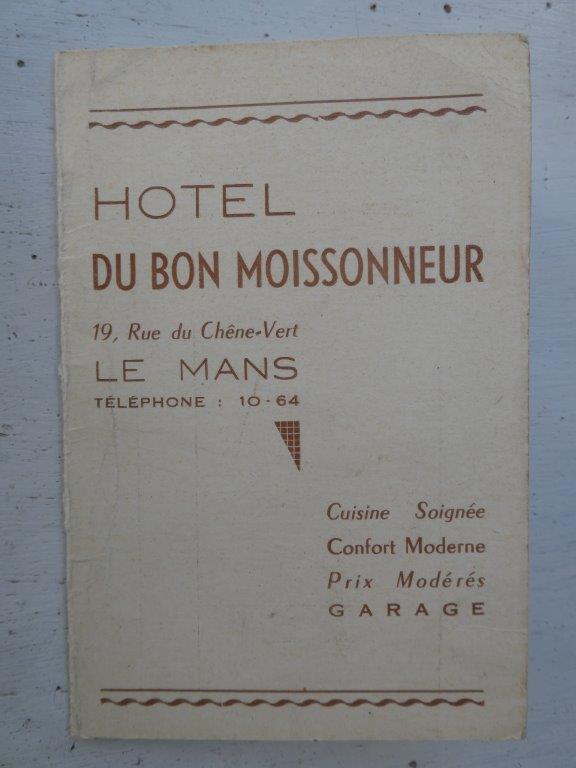 HOTEL
DU BON MOISSONNEUR
19, Rue du Chêne-Vert
LE MANS
TÉLÉPHONE : 10-64
Cuisine Soignée
Confort Moderne
Prix Modérés
GARAGE